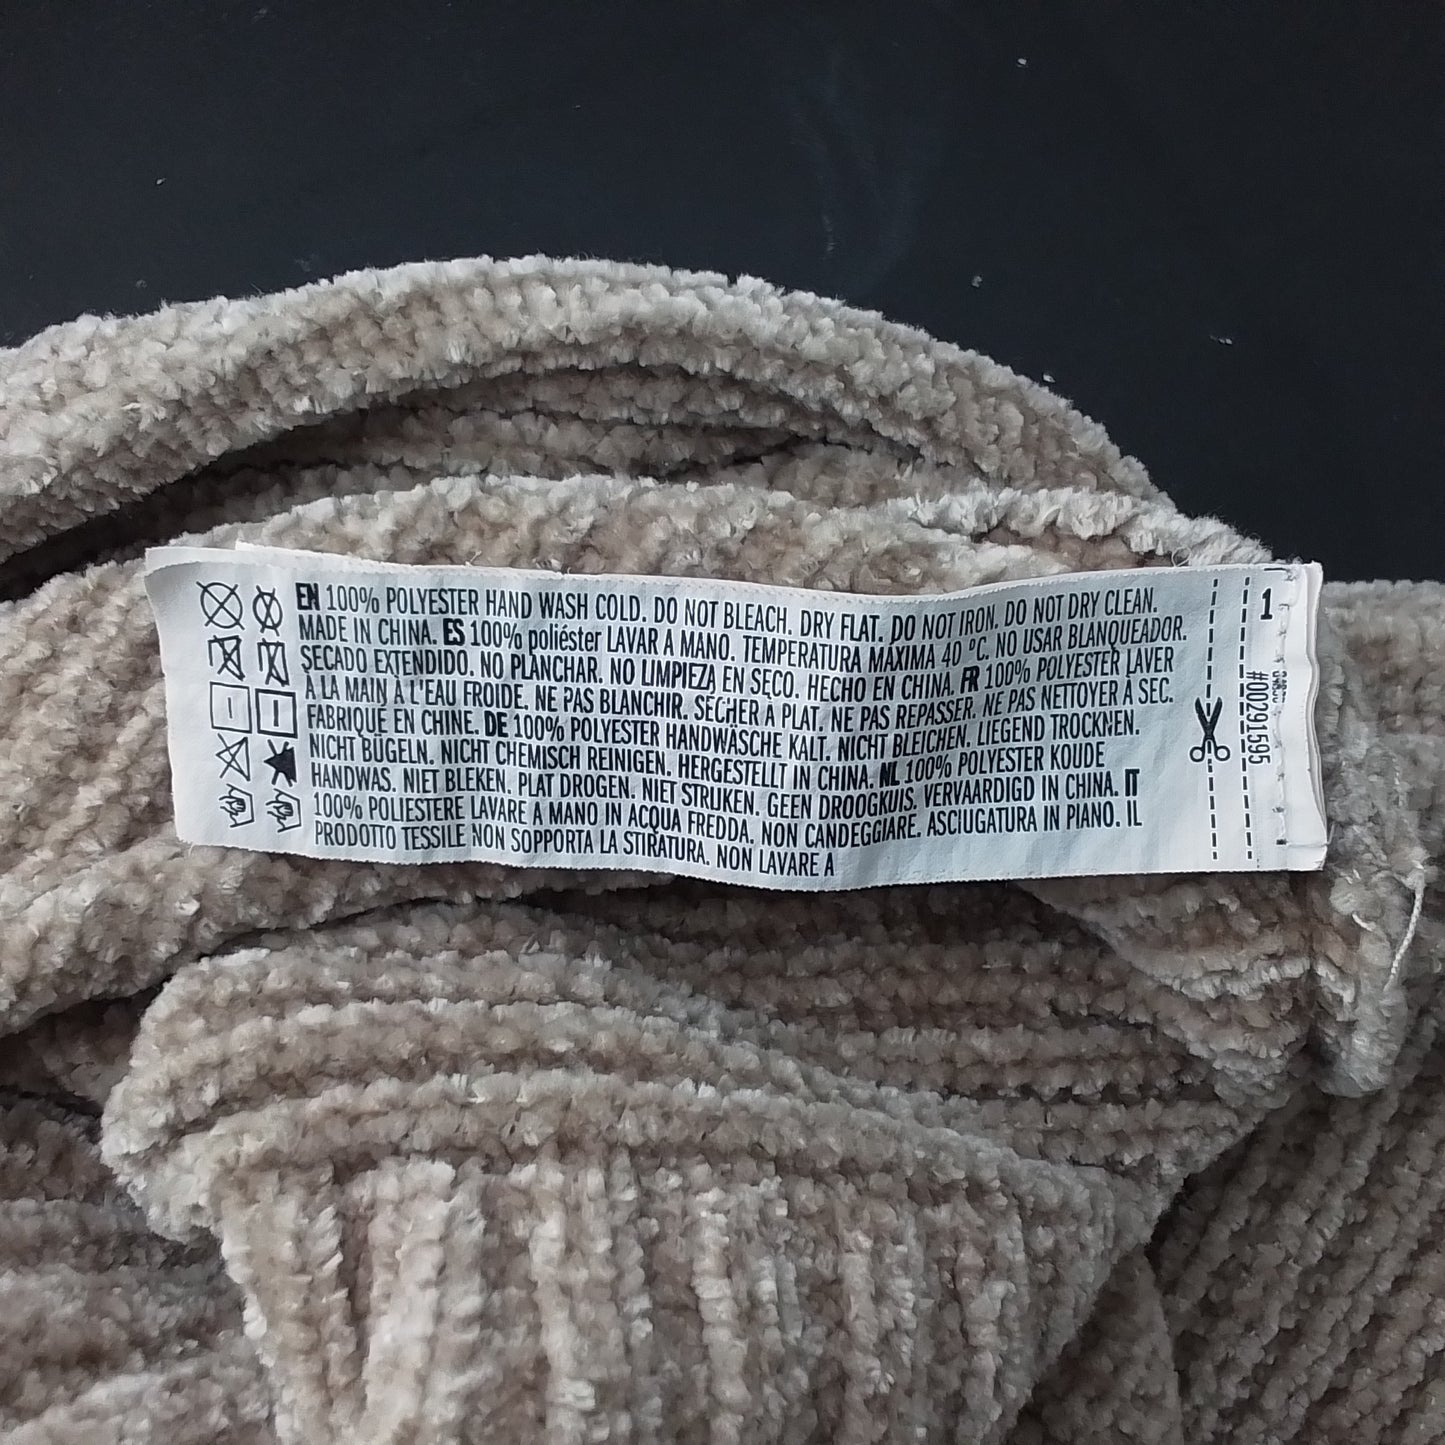 EN 100% POLYESTER HAND WASH COLD. DO NOT BLEACH. DRY FLAT. DO NOT IRON. DO NOT DRY CLEAN.
MADE IN CHINA. ES 100% poliéster LAVAR A MANO. TEMPERATURA MÁXIMA 40 ºC. NO USAR BLANQUEADOR.
SECADO EXTENDIDO. NO PLANCHAR. NO LIMPIEZA EN SECO. HECHO EN CHINA. FR 100% POLYESTER LAVER
À LA MAIN À L'EAU FROIDE. NE PAS BLANCHIR. SÉCHER À PLAT. NE PAS REPASSER. NE PAS NETTOYER À SEC.
FABRIQUÉ EN CHINE. DE 100% POLYESTER HANDWÄSCHE KALT. NICHT BLEICHEN. LIEGEND TROCKNEN.
NICHT BÜGELN. NICHT CHEMISCH REINIGEN. HERGESTELLT IN CHINA. NL 100% POLYESTER KOUDE
HANDWAS. NIET BLEKEN. PLAT DROGEN. NIET STRIJKEN. GEEN DROOGKUIS. VERVAARDIGD IN CHINA. IT
100% POLIESTERE LAVARE A MANO IN ACQUA FREDDA. NON CANDEGGIARE. ASCIUGATURA IN PIANO. IL
PRODOTTO TESSILE NON SOPPORTA LA STIRATURA. NON LAVARE A
1
#00291595